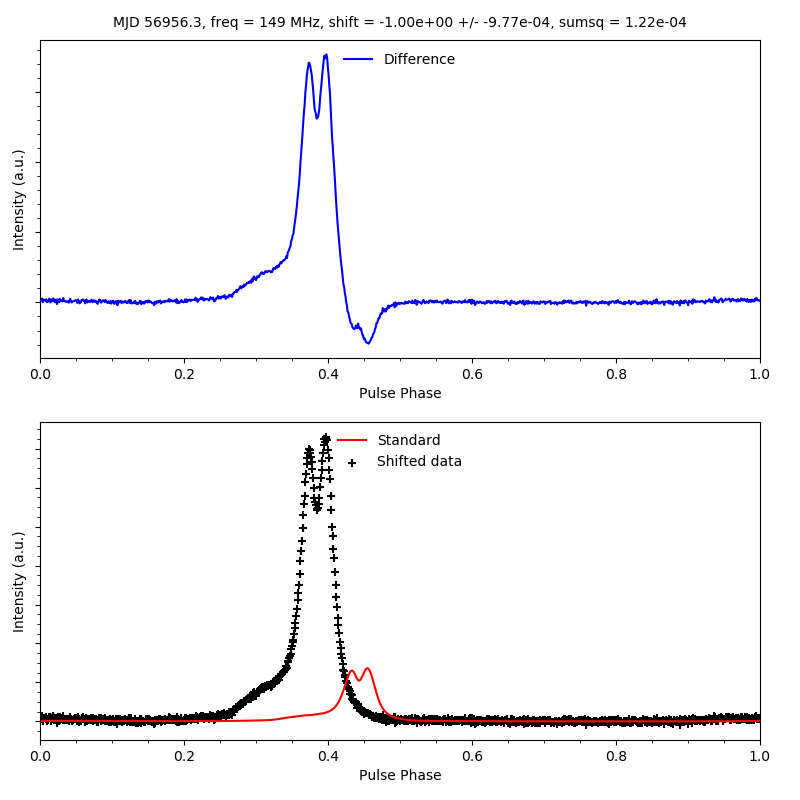 MJD 56956.3, freq = 149 MHz, shift = -1.00e+00 +/- -9.77e-04, sumsq = 1.22e-04
Difference
Intensity (a.u.)
0.0 0.2 0.4 0.6 0.8 1.0
Pulse Phase
Standard
Shifted data
Intensity (a.u.)
0.0 0.2 0.4 0.6 0.8 1.0
Pulse Phase